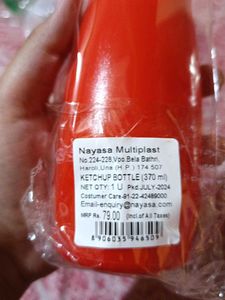 Nayasa Multiplast
No.224-228,Vpo.Bela Bathri,
Haroli,Una (H.P.) 174 507
KETCHUP BOTTLE (370 ml)
NET QTY: 1 U Pkd.JULY-2024
Costumer Care-91-22-42489000
Email-enquiry@nayasa.com
MRP Rs. 79.00 (Incl.of All Taxes)
8906035946509